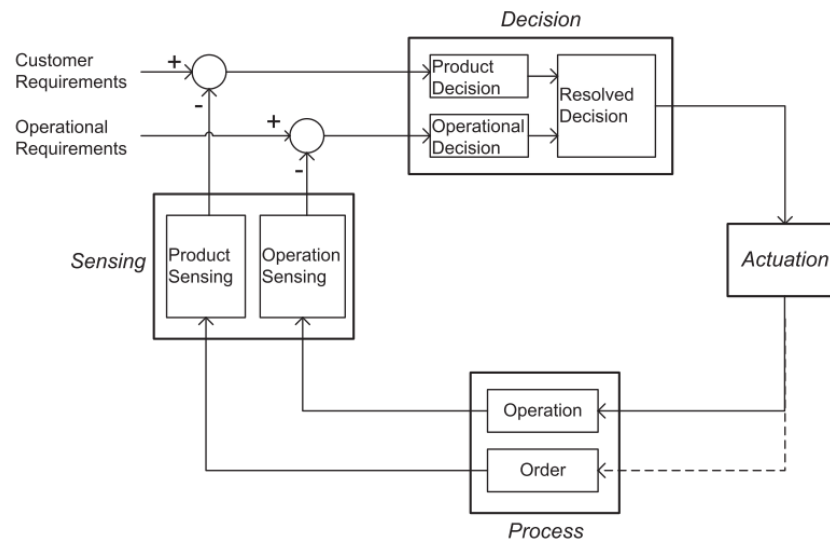 Decision
Customer
Requirements
+
-
Operational
Requirements
+
-
Product
Decision
Operational
Decision
Resolved
Decision
Sensing
Product
Sensing
Operation
Sensing
Actuation
Operation
Order
Process